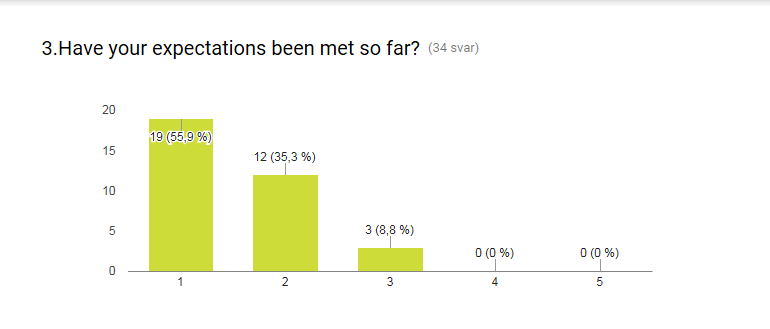 3.Have your expectations been met so far? (34 svar)
20
19 (55,9 %)
15
12 (35,3 %)
10
5
3 (8,8 %)
0 (0 %)
0 (0 %)
0
1 2 3 4 5